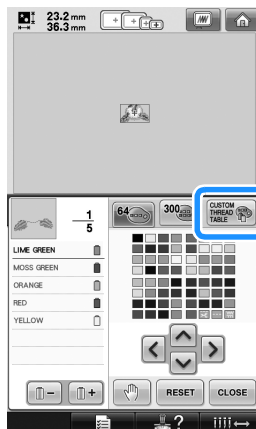 23.2 mm
36.3 mm
1
5
64
300
CUSTOM
THREAD
TABLE
LIME GREEN
MOSS GREEN
ORANGE
RED
YELLOW
−
+
RESET
CLOSE
?